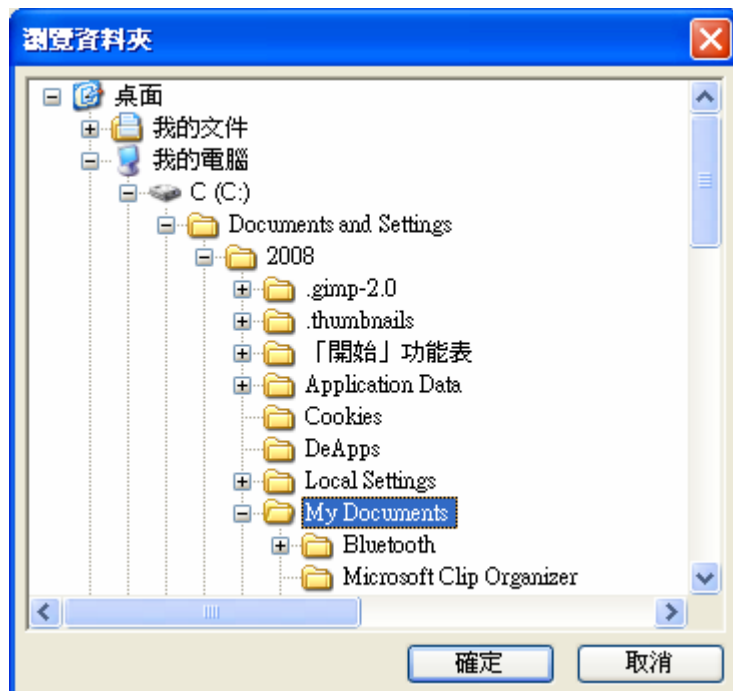 瀏覽資料夾
桌面
我的文件
我的電腦
C (C:)
Documents and Settings
2008
.gimp-2.0
.thumbnails
「開始」功能表
Application Data
Cookies
DeApps
Local Settings
My Documents
Bluetooth
Microsoft Clip Organizer
確定 取消